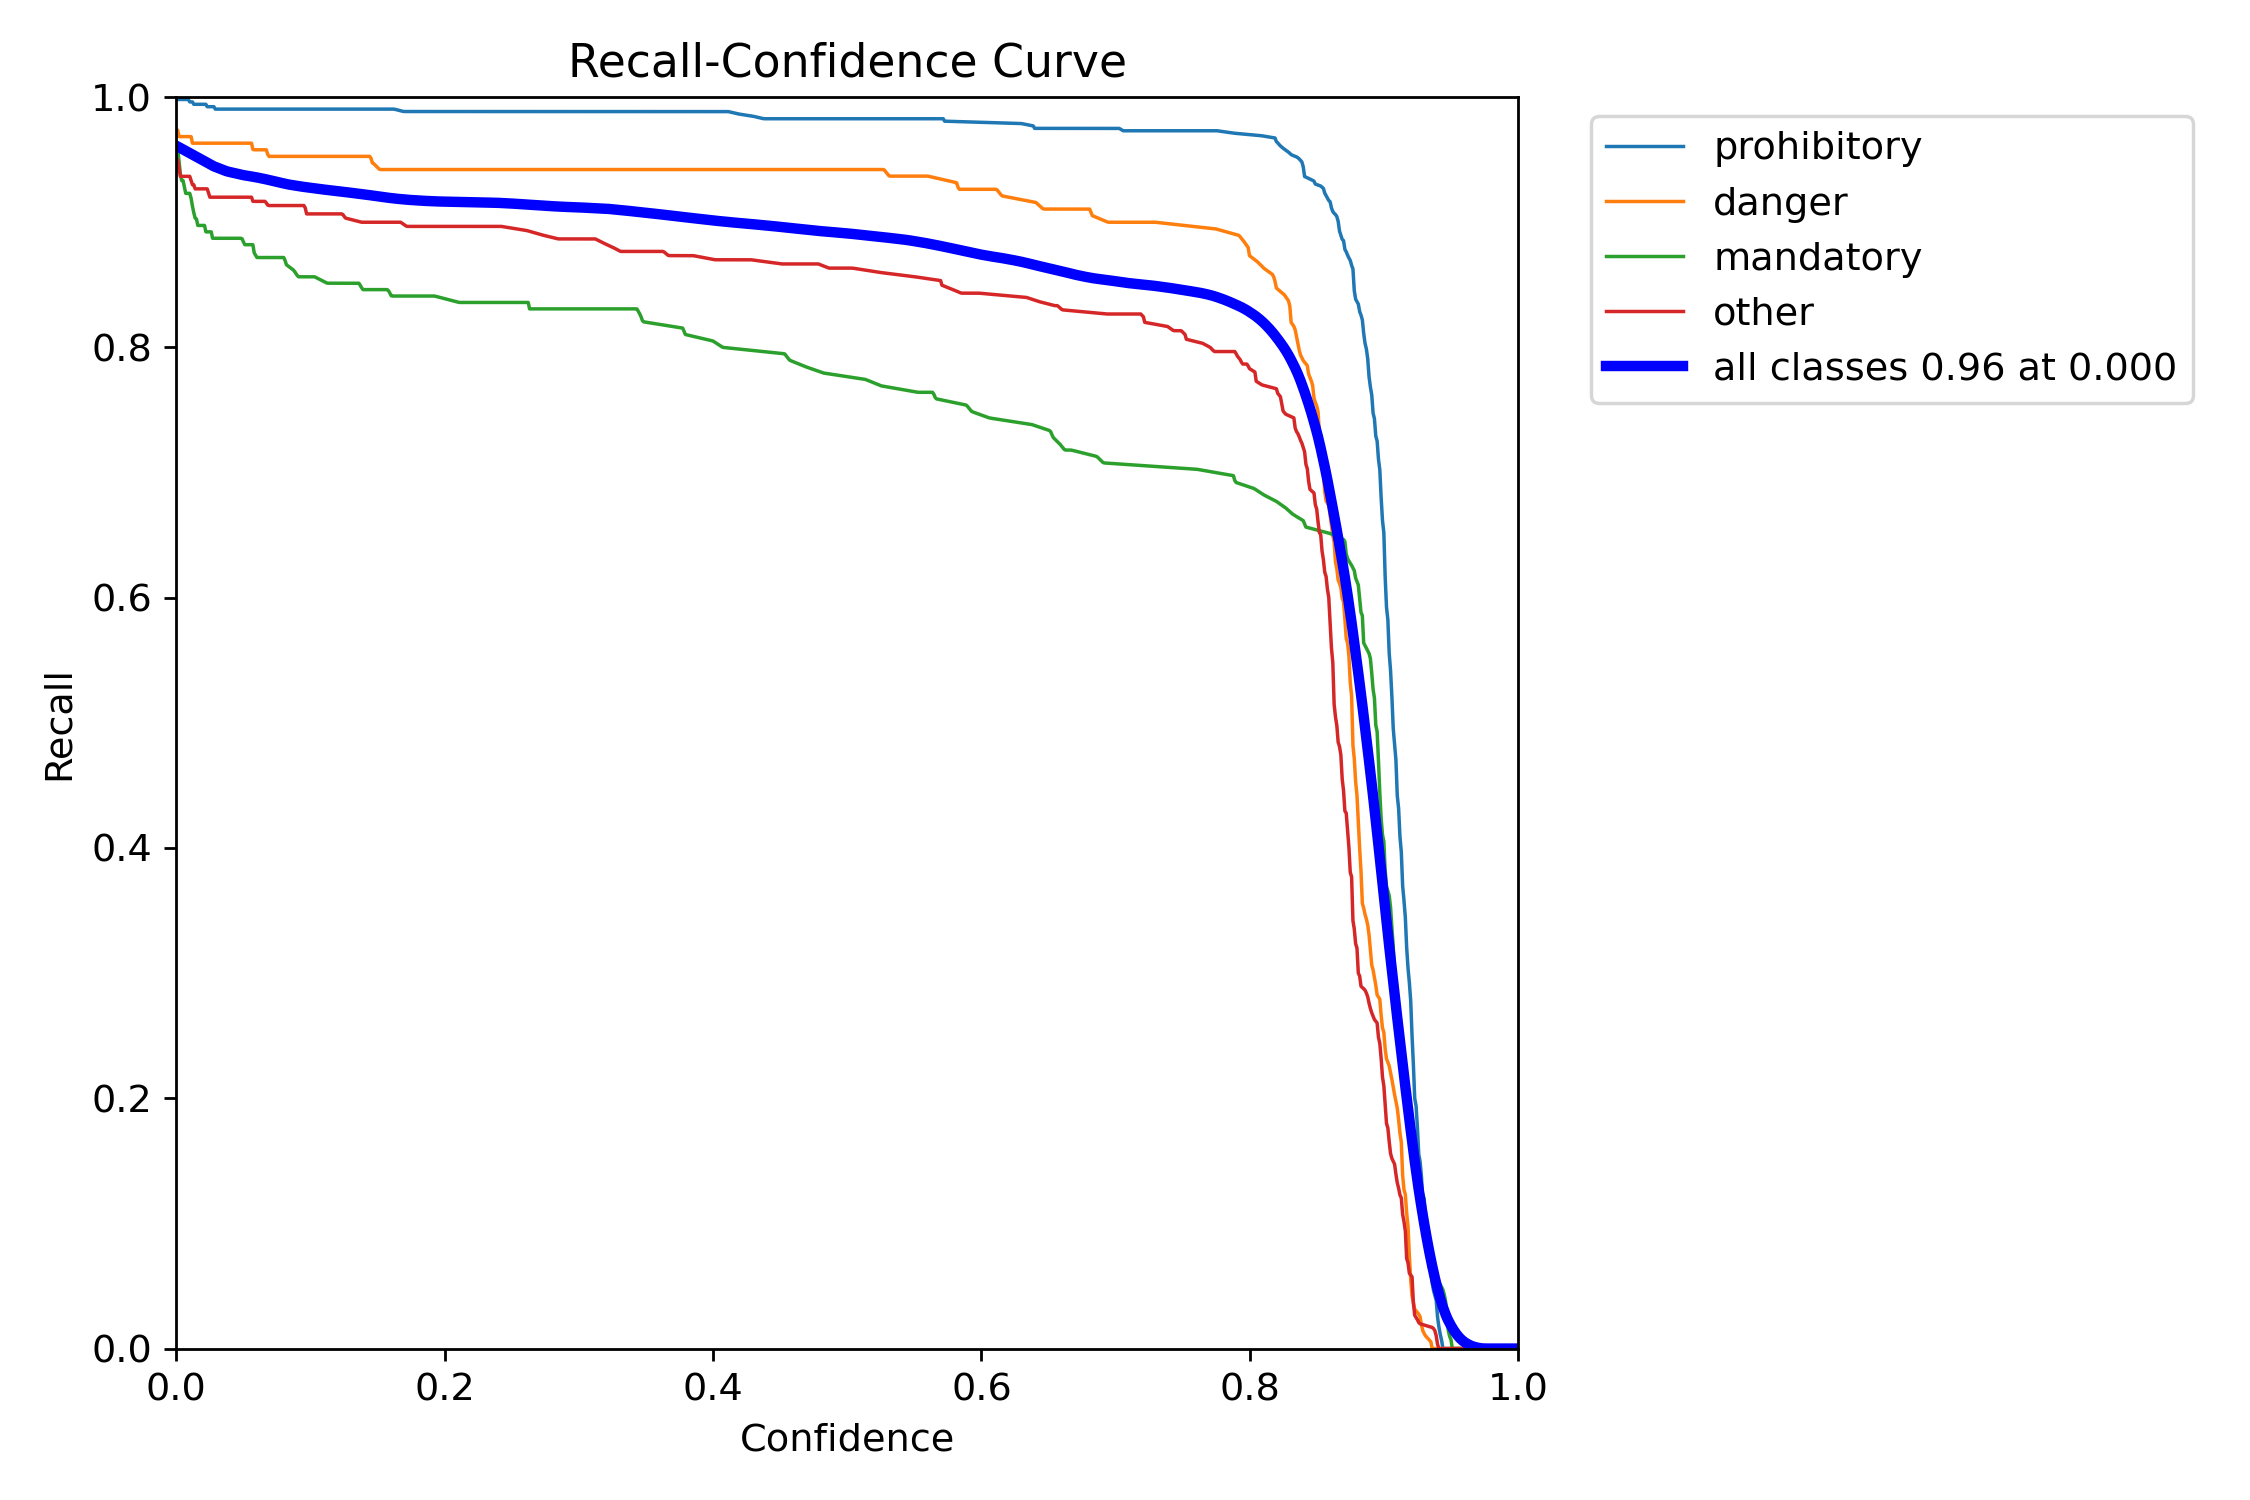 Recall-Confidence Curve
1.0
0.8
0.6
0.4
0.2
0.0
Recall
0.0 0.2 0.4 0.6 0.8 1.0
Confidence
prohibitory
danger
mandatory
other
all classes 0.96 at 0.000